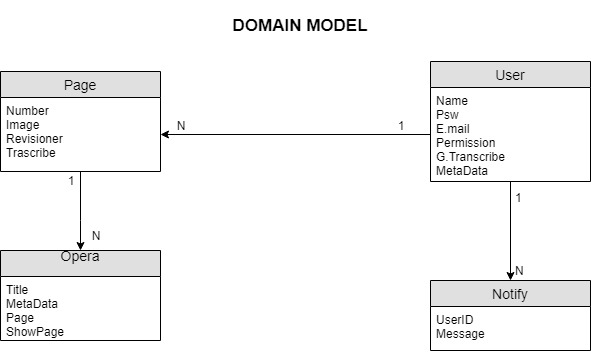 DOMAIN MODEL
Page
Number
Image
Revisioner
Trascribe
User
Name
Psw
E.mail
Permission
G.Transcribe
MetaData
N
1
1
N
1
N
Opera
Title
MetaData
Page
ShowPage
Notify
UserID
Message